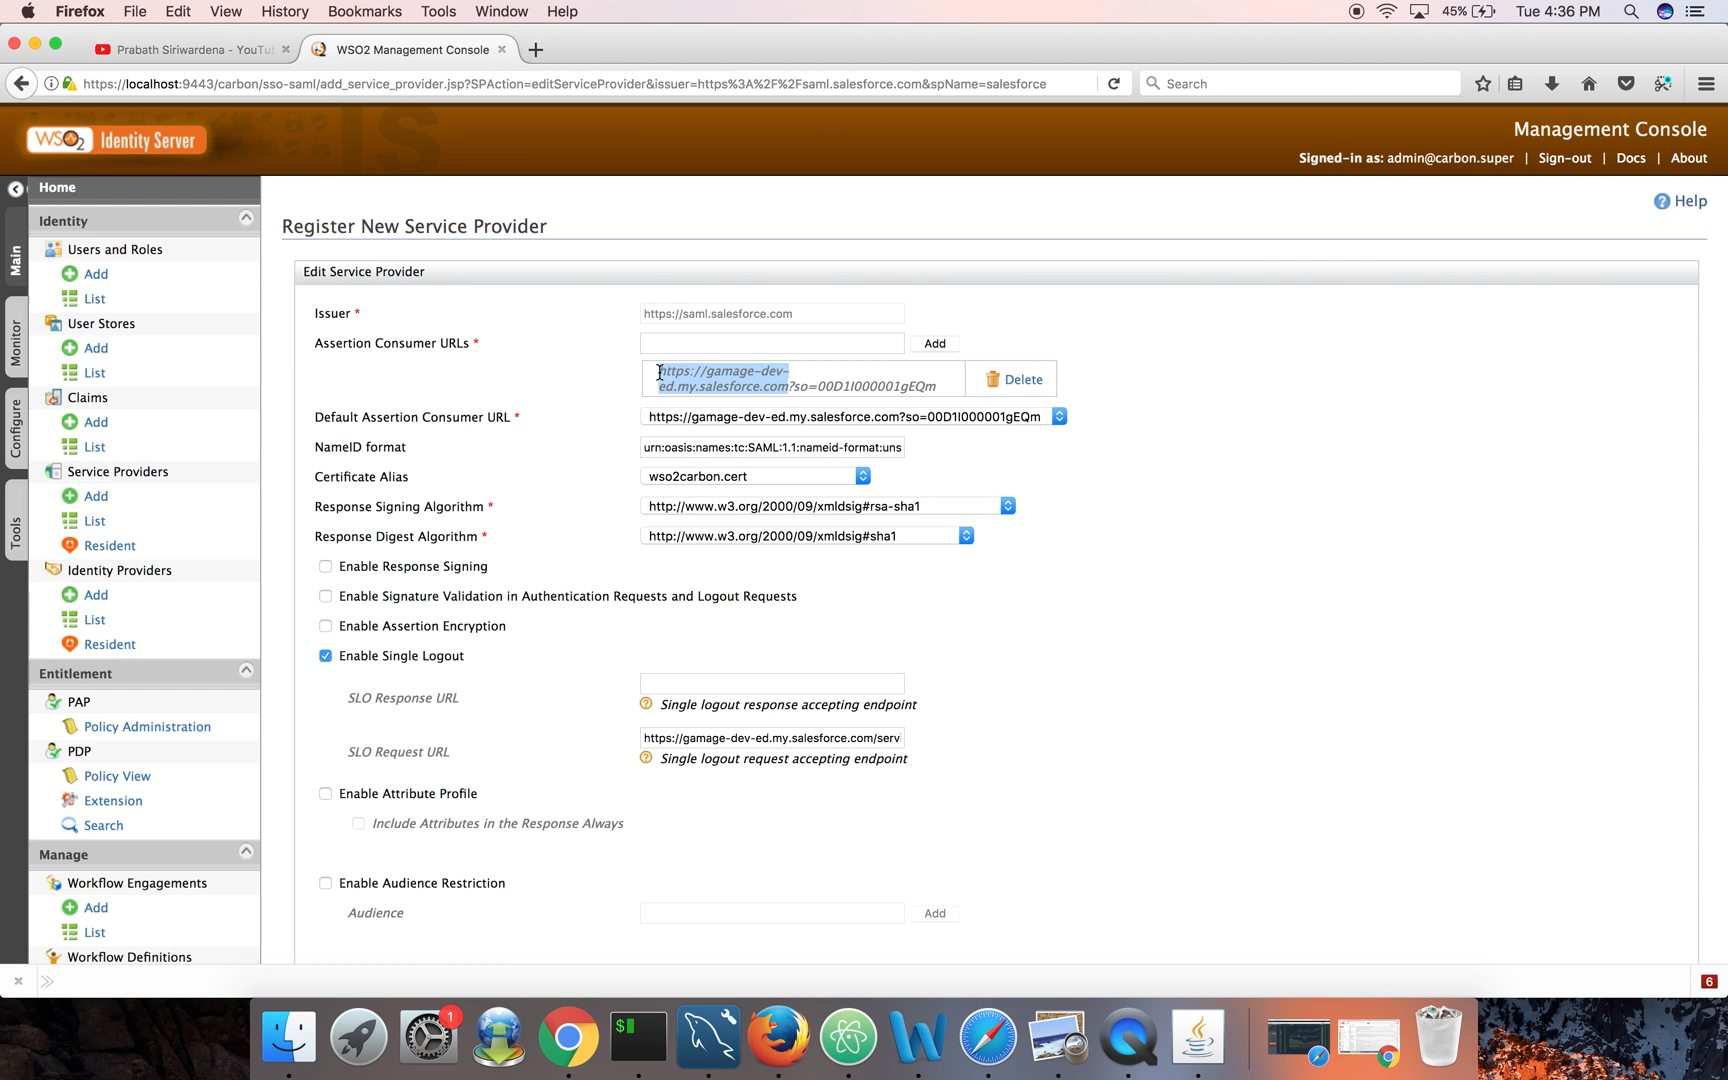 Firefox File Edit View History Bookmarks Tools Window Help 45% Tue 4:36 PM
Prabath Siriwardena - YouTu
WSO2 Management Console
https://localhost:9443/carbon/sso-saml/add_service_provider.jsp?SPAction=editServiceProvider&issuer=https%3A%2F%2Fsaml.salesforce.com&spName=salesforce
Search
WSO2 Identity Server
Management Console
Signed-in as: admin@carbon.super | Sign-out | Docs | About
Main
Monitor
Configure
Tools
Home
Identity
Users and Roles
Add
List
User Stores
Add
List
Claims
Add
List
Service Providers
Add
List
Resident
Identity Providers
Add
List
Resident
Entitlement
PAP
Policy Administration
PDP
Policy View
Extension
Search
Manage
Workflow Engagements
Add
List
Workflow Definitions
Help
Register New Service Provider
Edit Service Provider
Issuer * https://saml.salesforce.com
Assertion Consumer URLs * Add
https://gamage-dev-
ed.my.salesforce.com?so=00D1I000001gEQm
Delete
Default Assertion Consumer URL * https://gamage-dev-ed.my.salesforce.com?so=00D1I000001gEQm
NameID format urn:oasis:names:tc:SAML:1.1:nameid-format:uns
Certificate Alias wso2carbon.cert
Response Signing Algorithm * http://www.w3.org/2000/09/xmldsig#rsa-sha1
Response Digest Algorithm * http://www.w3.org/2000/09/xmldsig#sha1
Enable Response Signing
Enable Signature Validation in Authentication Requests and Logout Requests
Enable Assertion Encryption
Enable Single Logout
SLO Response URL
Single logout response accepting endpoint
SLO Request URL https://gamage-dev-ed.my.salesforce.com/servi
Single logout request accepting endpoint
Enable Attribute Profile
Include Attributes in the Response Always
Enable Audience Restriction
Audience Add
6
1
$
W